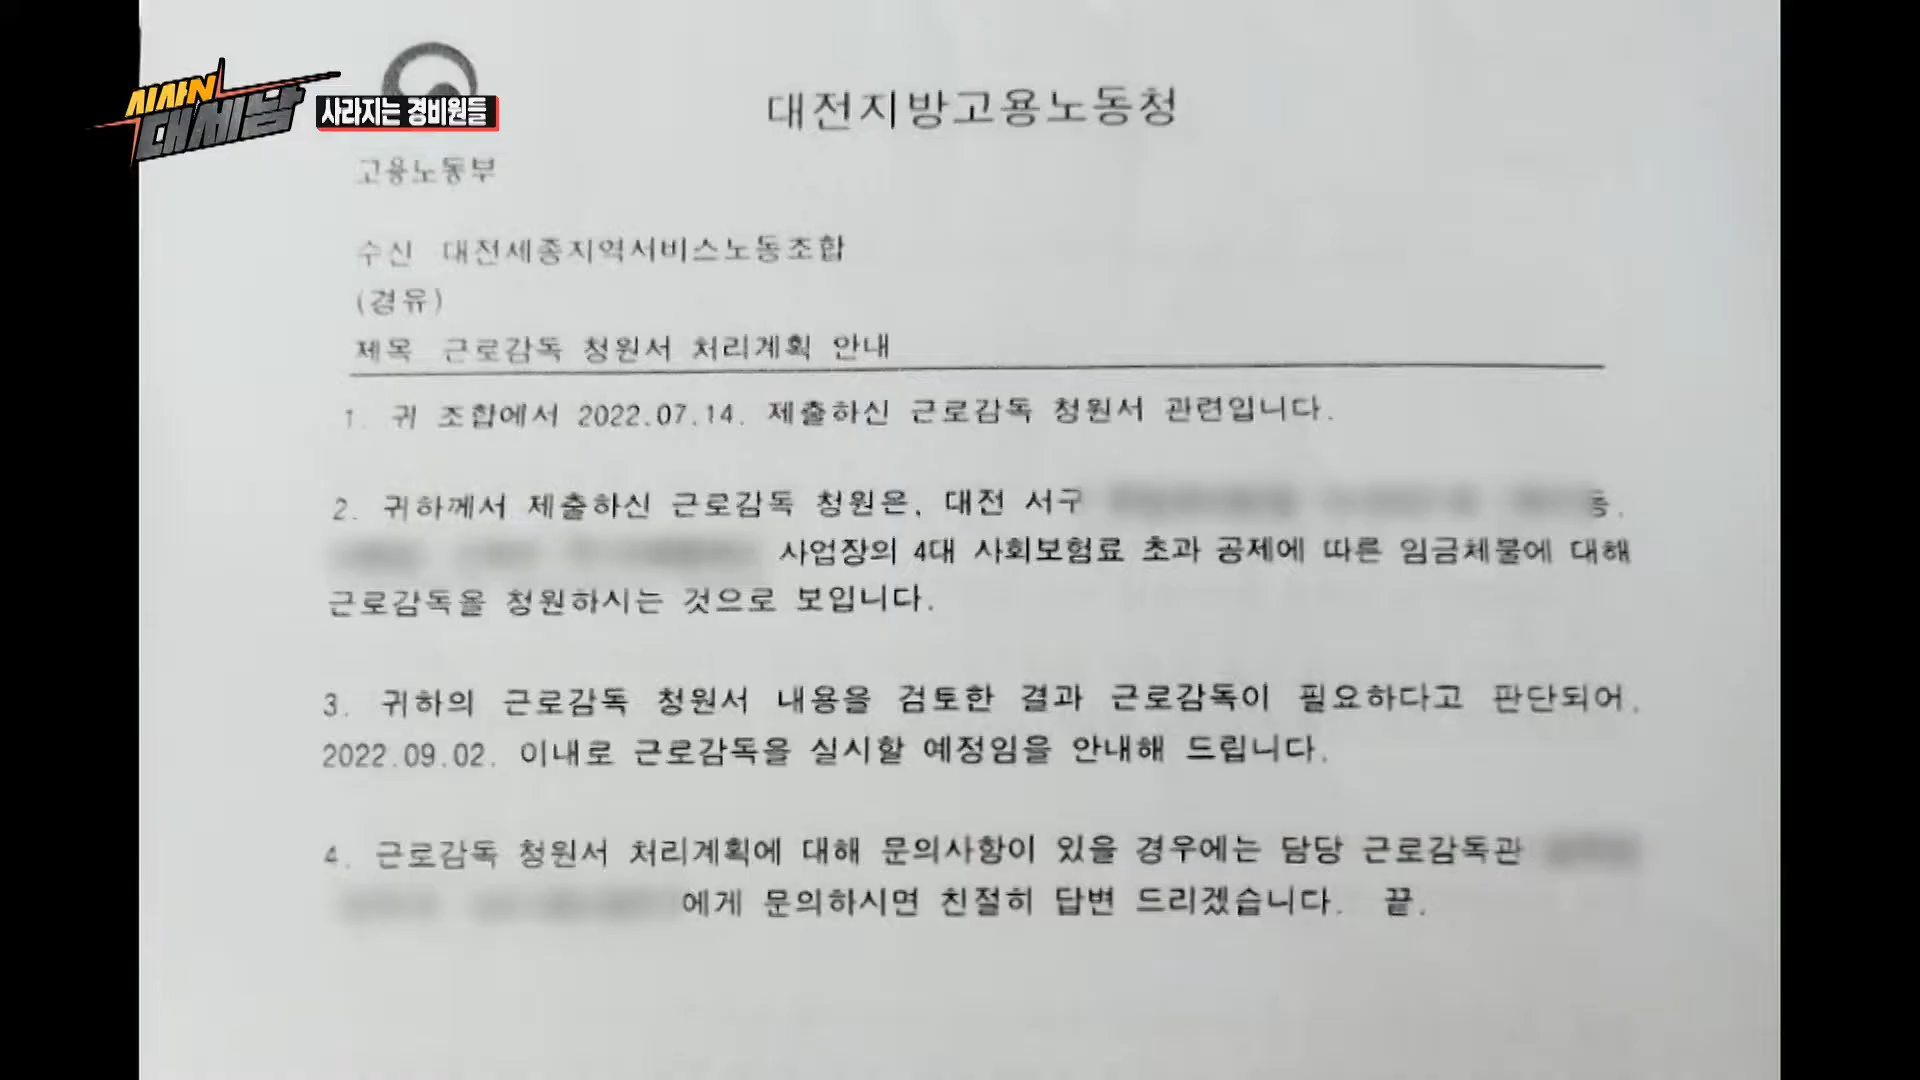 시사N
대세남
사라지는 경비원들
대전지방고용노동청
고용노동부
수신 대전세종지역서비스노동조합
(경유)
제목 근로감독 청원서 처리계획 안내
1. 귀 조합에서 2022.07.14. 제출하신 근로감독 청원서 관련입니다.
2. 귀하께서 제출하신 근로감독 청원은, 대전 서구 동,
사업장의 4대 사회보험료 초과 공제에 따른 임금체불에 대해
근로감독을 청원하시는 것으로 보입니다.
3. 귀하의 근로감독 청원서 내용을 검토한 결과 근로감독이 필요하다고 판단되어,
2022.09.02. 이내로 근로감독을 실시할 예정임을 안내해 드립니다.
4. 근로감독 청원서 처리계획에 대해 문의사항이 있을 경우에는 담당 근로감독관
에게 문의하시면 친절히 답변 드리겠습니다. 끝.